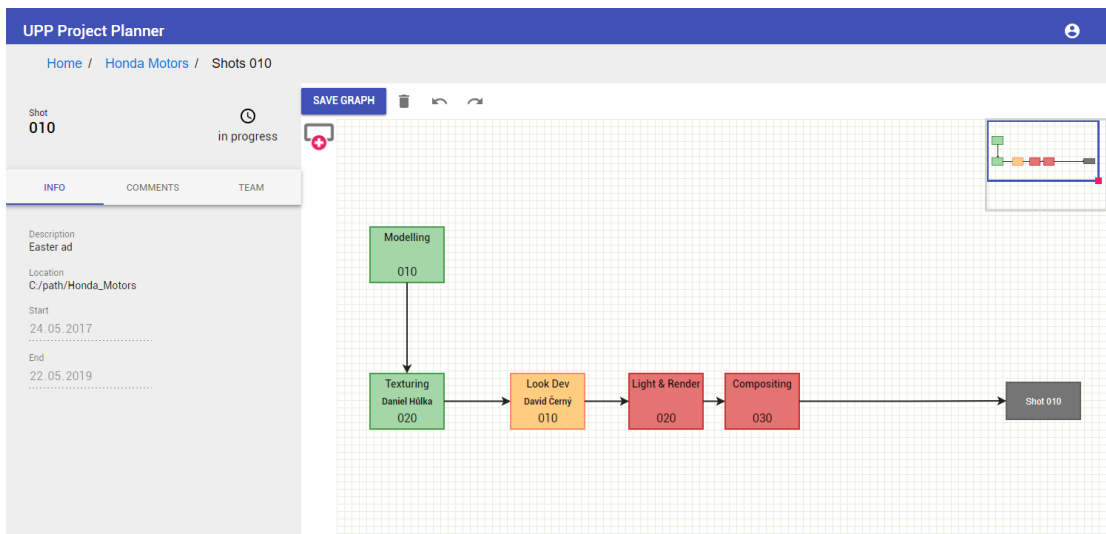 UPP Project Planner
Home / Honda Motors / Shots 010
Shot
010
in progress
INFO COMMENTS TEAM
Description
Easter ad
Location
C:/path/Honda_Motors
Start
24.05.2017
End
22.05.2019
SAVE GRAPH
Modelling
010
Texturing
Daniel Hůlka
020
Look Dev
David Černý
010
Light & Render
020
Compositing
030
Shot 010